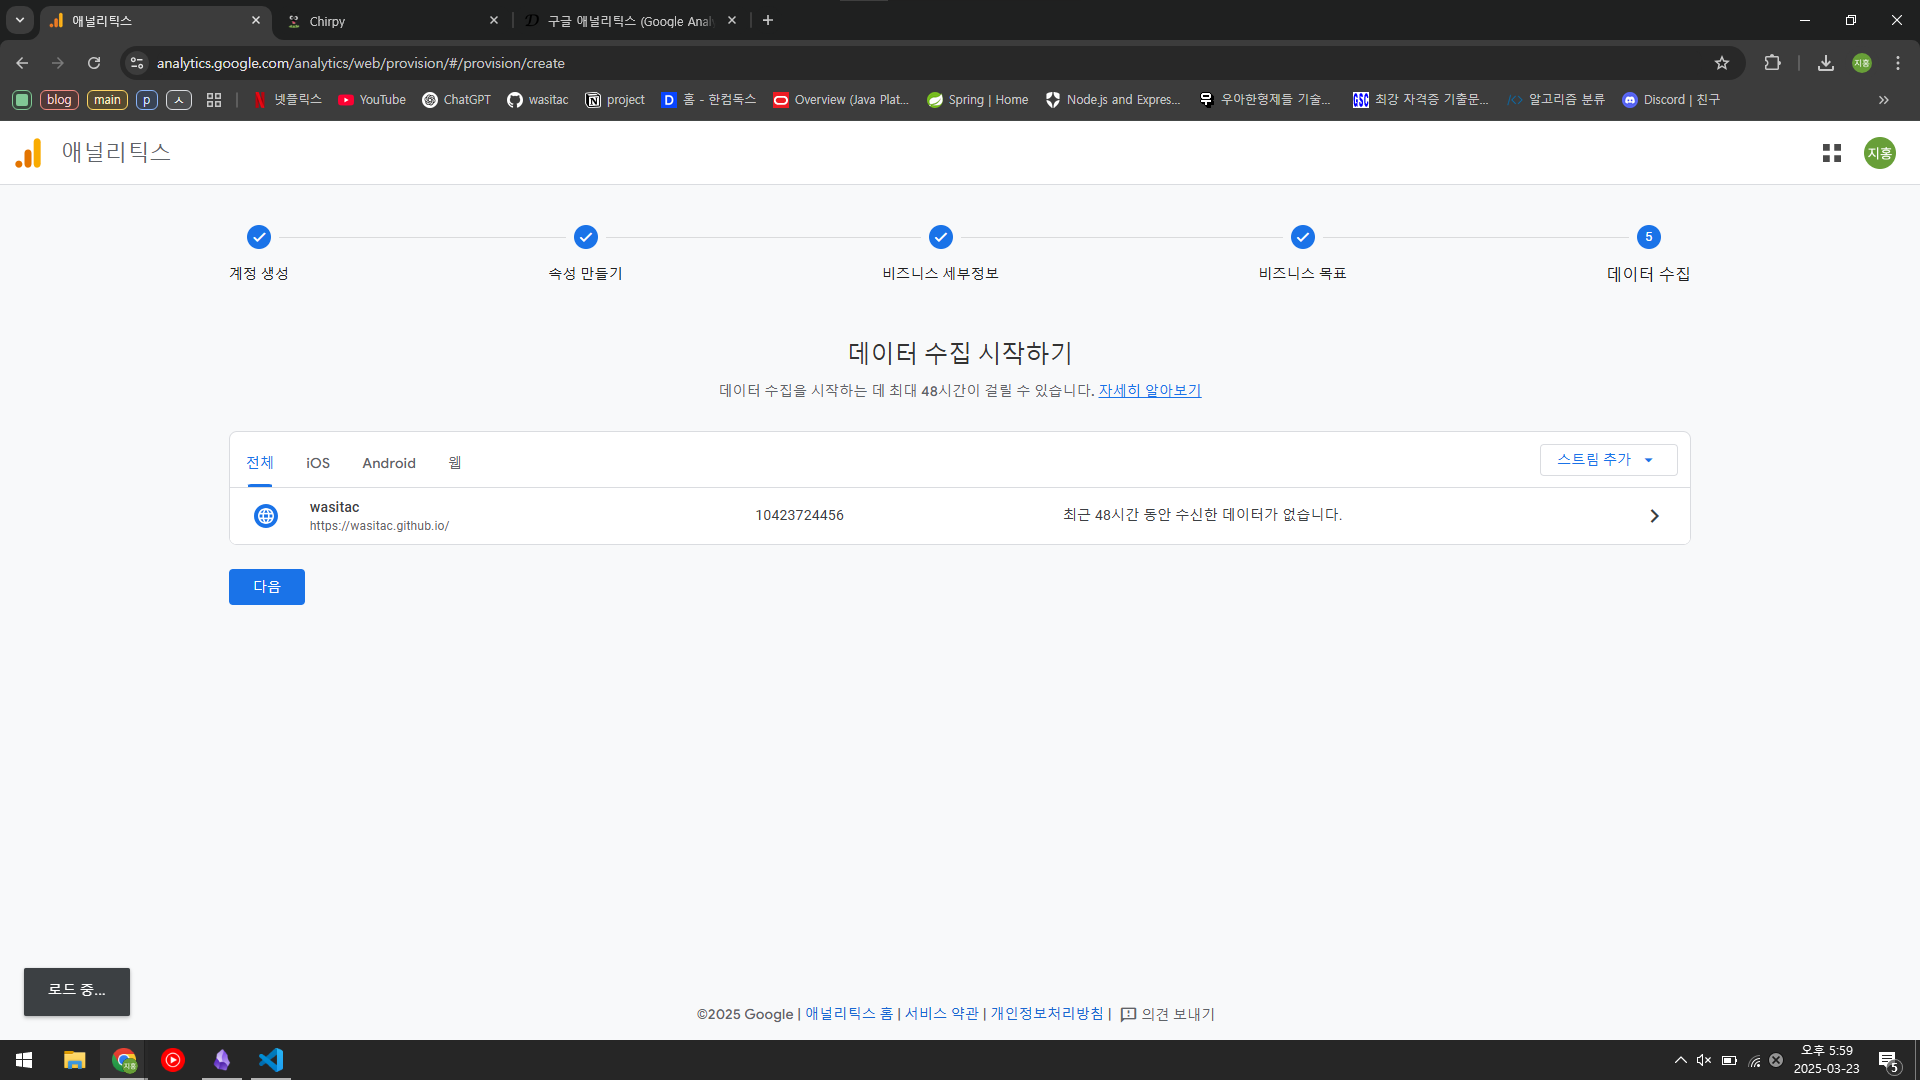 애널리틱스
Chirpy
구글 애널리틱스 (Google Anal
analytics.google.com/analytics/web/provision/#/provision/create
지홍
blog
main
p
ㅅ
넷플릭스
YouTube
ChatGPT
wasitac
project
홈 - 한컴독스
Overview (Java Plat...
Spring | Home
Node.js and Expres...
우아한형제들 기술...
GSC
최강 자격증 기출문...
알고리즘 분류
Discord | 친구
애널리틱스
지홍
5
계정 생성
속성 만들기
비즈니스 세부정보
비즈니스 목표
데이터 수집
데이터 수집 시작하기
데이터 수집을 시작하는 데 최대 48시간이 걸릴 수 있습니다. 자세히 알아보기
전체
iOS
Android
웹
스트림 추가
wasitac
https://wasitac.github.io/
10423724456
최근 48시간 동안 수신한 데이터가 없습니다.
다음
로드 중...
©2025 Google | 애널리틱스 홈 | 서비스 약관 | 개인정보처리방침 | 의견 보내기
지홍
오후 5:59
2025-03-23
5